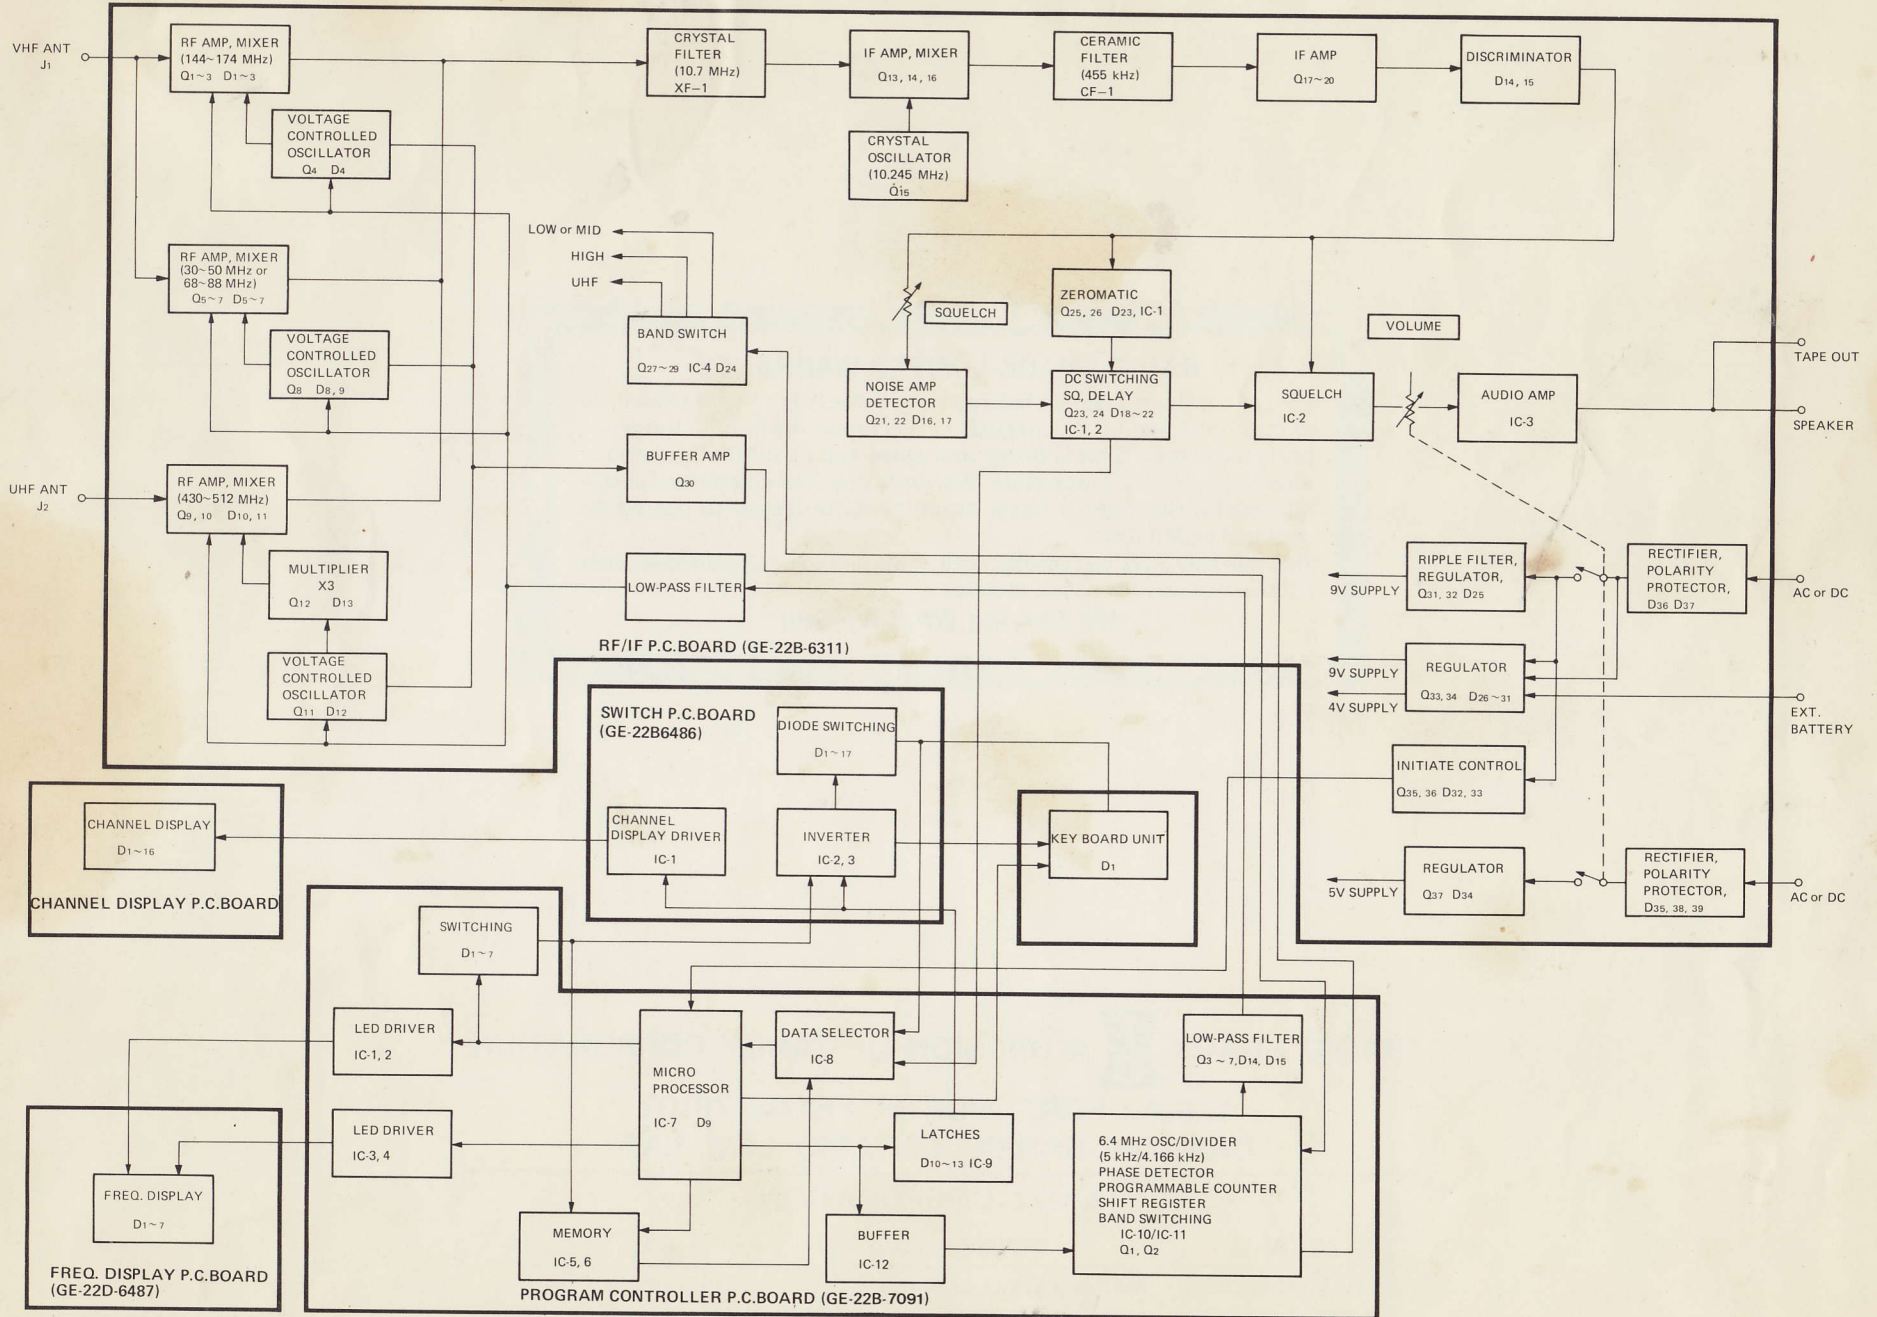 VHF ANT
J1
RF AMP, MIXER
(144~174 MHz)
Q1~3 D1~3
VOLTAGE
CONTROLLED
OSCILLATOR
Q4 D4
RF AMP, MIXER
(30~50 MHz or
68~88 MHz)
Q5~7 D5~7
VOLTAGE
CONTROLLED
OSCILLATOR
Q8 D8, 9
UHF ANT
J2
RF AMP, MIXER
(430~512 MHz)
Q9, 10 D10, 11
MULTIPLIER
X3
Q12 D13
VOLTAGE
CONTROLLED
OSCILLATOR
Q11 D12
CRYSTAL
FILTER
(10.7 MHz)
XF-1
IF AMP, MIXER
Q13, 14, 16
CRYSTAL
OSCILLATOR
(10.245 MHz)
Q15
CERAMIC
FILTER
(455 kHz)
CF-1
IF AMP
Q17~20
DISCRIMINATOR
D14, 15
LOW or MID
HIGH
UHF
BAND SWITCH
Q27~29 IC-4 D24
BUFFER AMP
Q30
LOW-PASS FILTER
SQUELCH
ZEROMATIC
Q25, 26 D23, IC-1
NOISE AMP
DETECTOR
Q21, 22 D16, 17
DC SWITCHING
SQ, DELAY
Q23, 24 D18~22
IC-1, 2
SQUELCH
IC-2
VOLUME
AUDIO AMP
IC-3
TAPE OUT
SPEAKER
RIPPLE FILTER,
REGULATOR,
Q31, 32 D25
9V SUPPLY
RECTIFIER,
POLARITY
PROTECTOR,
D36 D37
AC or DC
REGULATOR
Q33, 34 D26~31
9V SUPPLY
4V SUPPLY
EXT.
BATTERY
INITIATE CONTROL
Q35, 36 D32, 33
REGULATOR
Q37 D34
5V SUPPLY
RECTIFIER,
POLARITY
PROTECTOR,
D35, 38, 39
AC or DC
RF/IF P.C.BOARD (GE-22B-6311)
SWITCH P.C.BOARD
(GE-22B6486)
DIODE SWITCHING
D1~17
CHANNEL
DISPLAY DRIVER
IC-1
INVERTER
IC-2, 3
KEY BOARD UNIT
D1
CHANNEL DISPLAY
D1~16
CHANNEL DISPLAY P.C.BOARD
SWITCHING
D1~7
LED DRIVER
IC-1, 2
LED DRIVER
IC-3, 4
MICRO
PROCESSOR
IC-7 D9
DATA SELECTOR
IC-8
LATCHES
D10~13 IC-9
MEMORY
IC-5, 6
BUFFER
IC-12
LOW-PASS FILTER
Q3~7, D14, D15
6.4 MHz OSC/DIVIDER
(5 kHz/4.166 kHz)
PHASE DETECTOR
PROGRAMMABLE COUNTER
SHIFT REGISTER
BAND SWITCHING
IC-10/IC-11
Q1, Q2
FREQ. DISPLAY
D1~7
FREQ. DISPLAY P.C.BOARD
(GE-22D-6487)
PROGRAM CONTROLLER P.C.BOARD (GE-22B-7091)